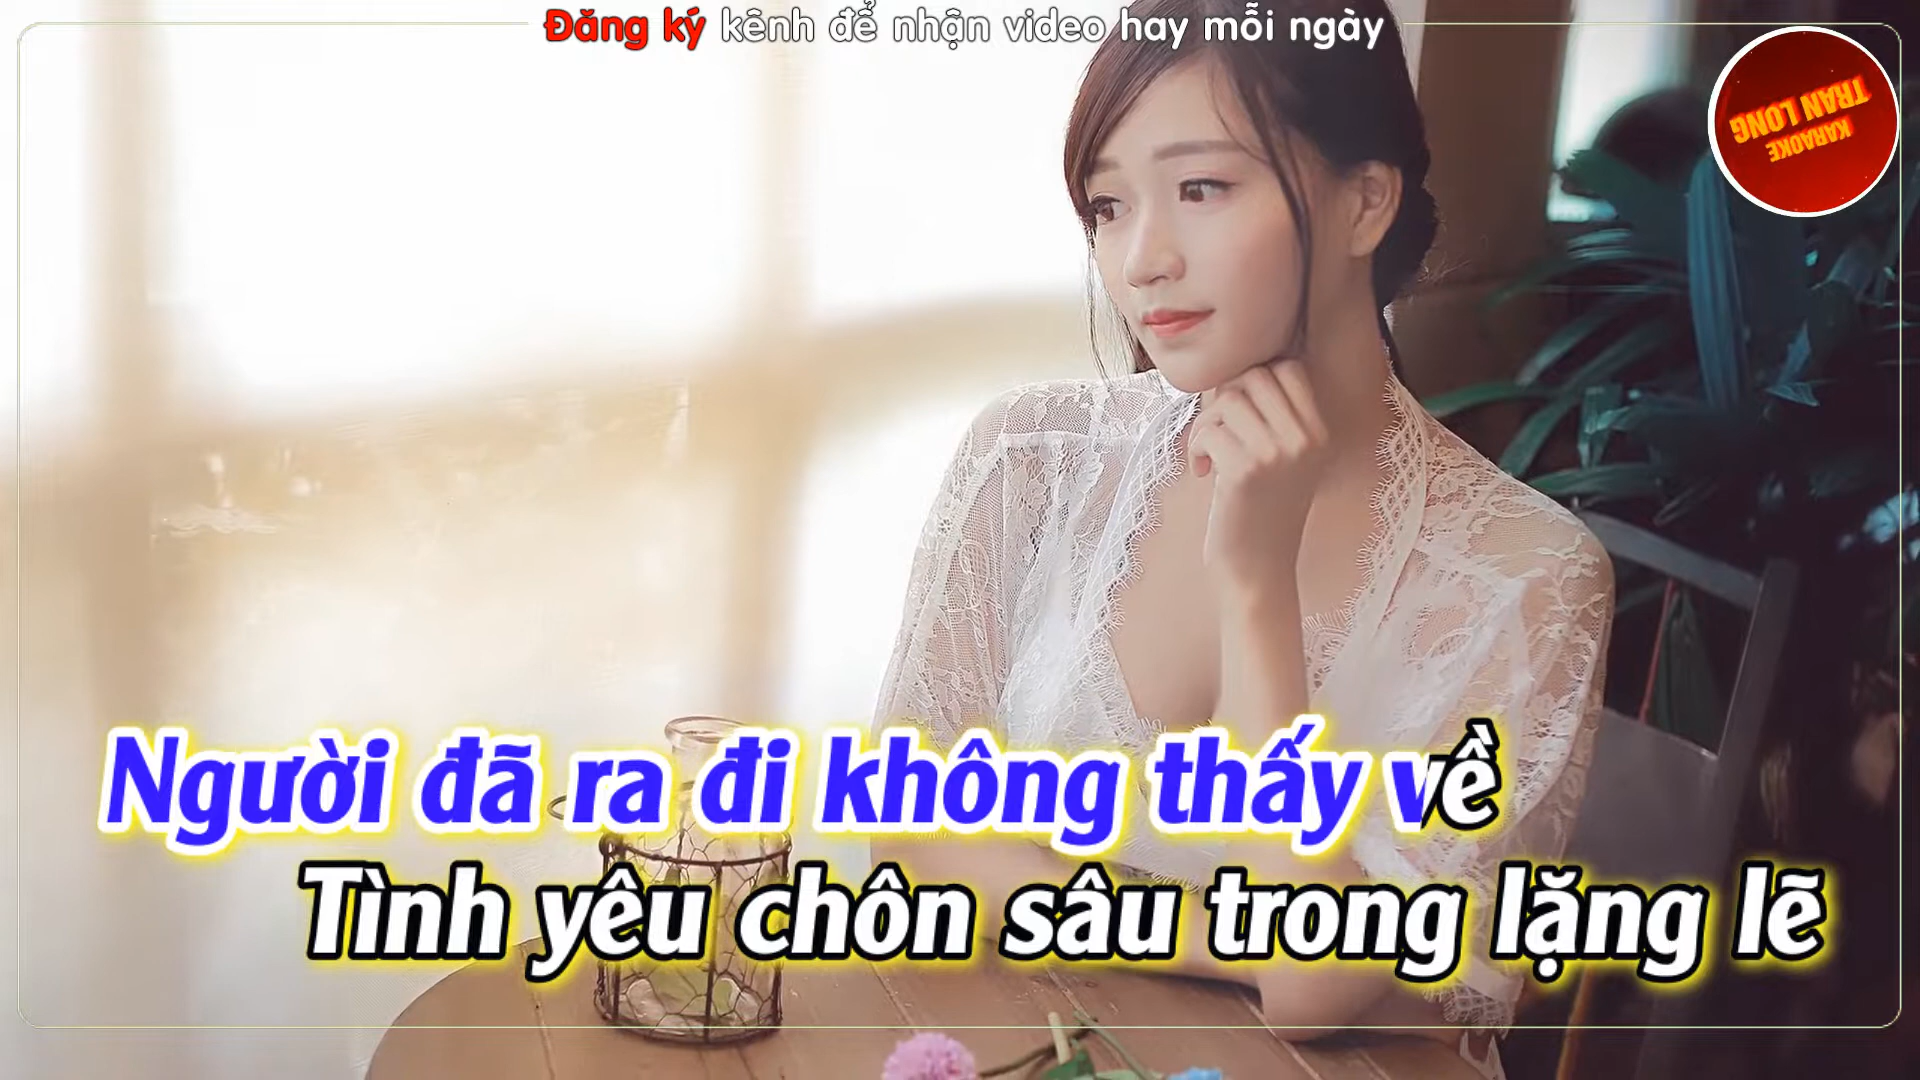 Đăng ký kênh để nhận video hay mỗi ngày
KARAOKE
TRAN LONG
Người đã ra đi không thấy về
Tình yêu chôn sâu trong lặng lẽ